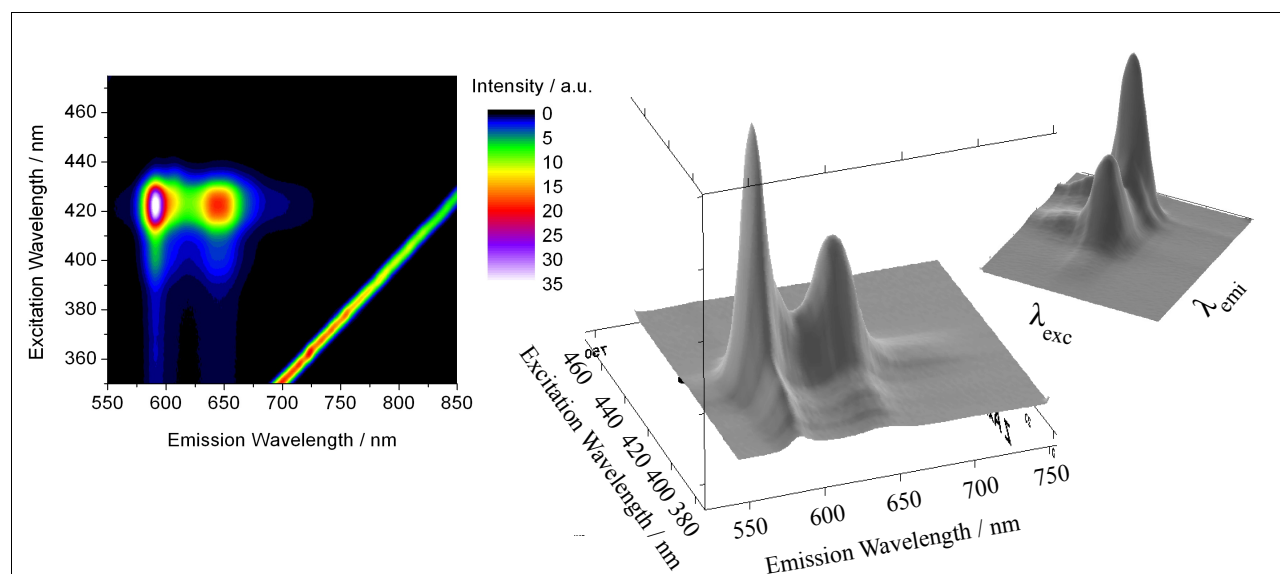 Intensity / a.u.
0
5
10
15
20
25
30
35
Excitation Wavelength / nm
460
440
420
400
380
360
550 600 650 700 750 800 850
Emission Wavelength / nm
Excitation Wavelength / nm
460 440 420 400 380
550 600 650 700 750
Emission Wavelength / nm
λexc
λemi